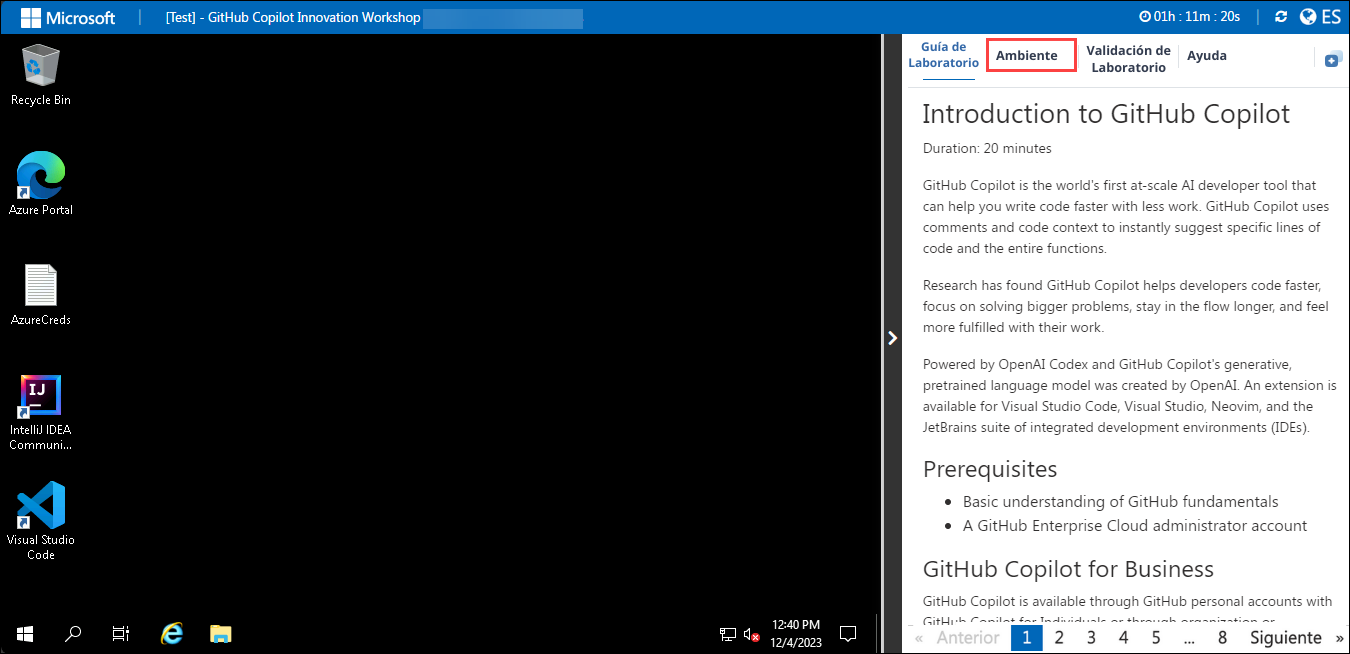 Microsoft
[Test] - GitHub Copilot Innovation Workshop
01h : 11m : 20s
ES
Recycle Bin
Azure Portal
AzureCreds
IJ
IntelliJ IDEA
Communi...
Visual Studio
Code
12:40 PM
12/4/2023
Guía de
Laboratorio
Ambiente
Validación de
Laboratorio
Ayuda
Introduction to GitHub Copilot
Duration: 20 minutes
GitHub Copilot is the world's first at-scale AI developer tool that
can help you write code faster with less work. GitHub Copilot uses
comments and code context to instantly suggest specific lines of
code and the entire functions.
Research has found GitHub Copilot helps developers code faster,
focus on solving bigger problems, stay in the flow longer, and feel
more fulfilled with their work.
Powered by OpenAI Codex and GitHub Copilot's generative,
pretrained language model was created by OpenAI. An extension is
available for Visual Studio Code, Visual Studio, Neovim, and the
JetBrains suite of integrated development environments (IDEs).
Prerequisites
• Basic understanding of GitHub fundamentals
• A GitHub Enterprise Cloud administrator account
GitHub Copilot for Business
GitHub Copilot is available through GitHub personal accounts with
GitHub Copilot for Individuals or through organization or
« Anterior 1 2 3 4 5 ... 8 Siguiente »